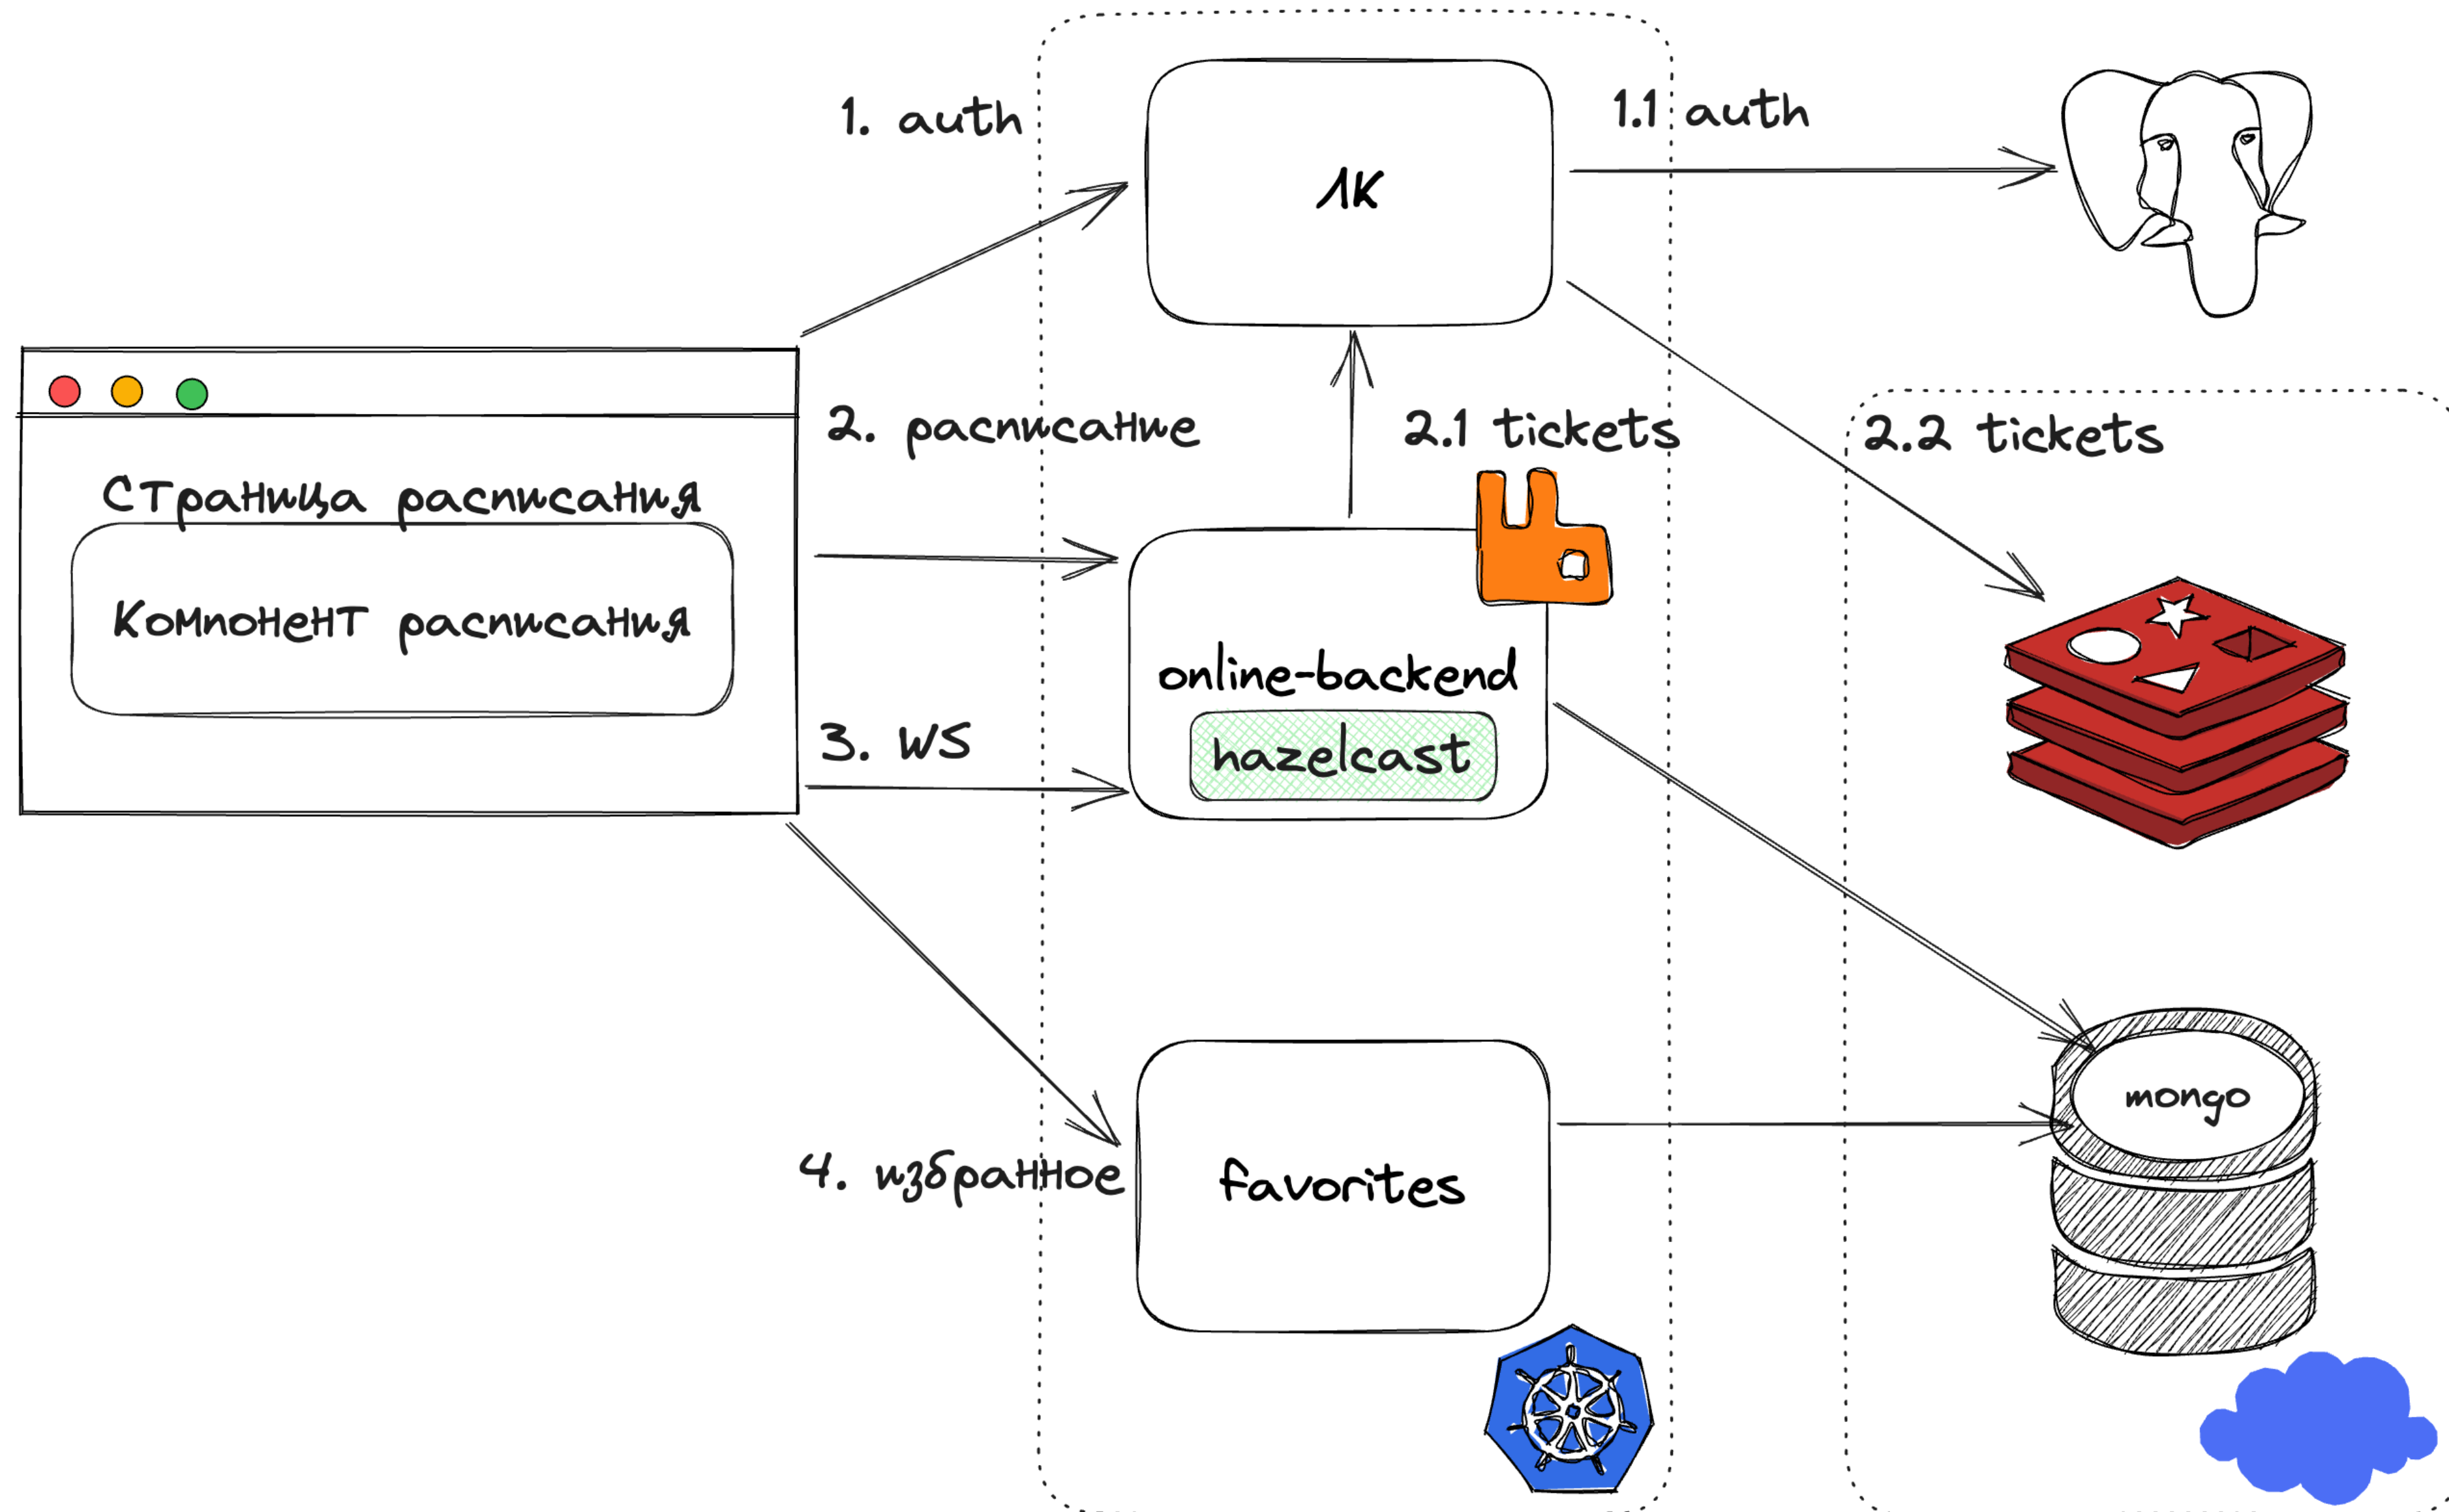 1. auth
1.1 auth
ЛК
2. расписание
2.1 tickets
2.2 tickets
Страница расписания
Компонент расписания
online-backend
hazelcast
3. WS
mongo
4. избранное
favorites